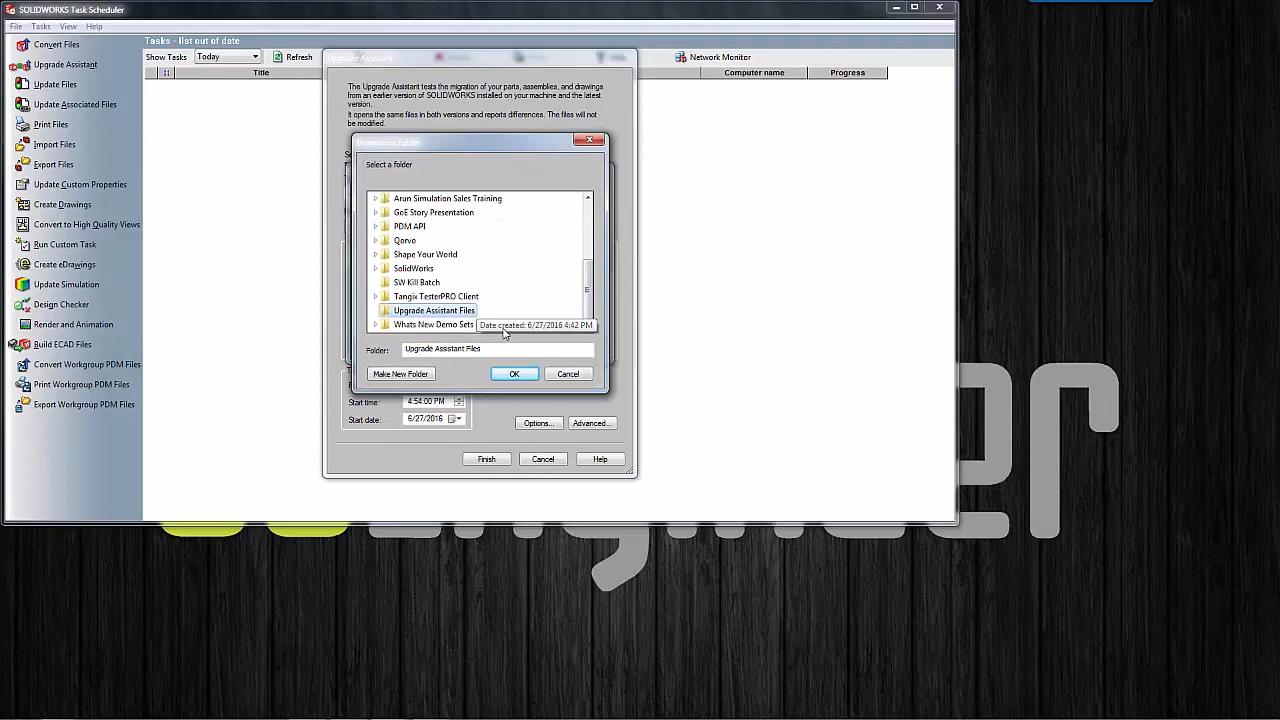 SOLIDWORKS Task Scheduler
File Tasks View Help
Convert Files
Upgrade Assistant
Update Files
Update Associated Files
Print Files
Import Files
Export Files
Update Custom Properties
Create Drawings
Convert to High Quality Views
Run Custom Task
Create eDrawings
Update Simulation
Design Checker
Render and Animation
Build ECAD Files
Convert Workgroup PDM Files
Print Workgroup PDM Files
Export Workgroup PDM Files
Tasks - list out of date
Show Tasks Today Refresh Network Monitor
Title Computer name Progress
Upgrade Assistant
The Upgrade Assistant tests the migration of your parts, assemblies, and drawings
from an earlier version of SOLIDWORKS installed on your machine and the latest
version.
It opens the same files in both versions and reports differences. The files will not
be modified.
Browse for Folder
Select a folder
Arun Simulation Sales Training
GoE Story Presentation
PDM API
Qorvo
Shape Your World
SolidWorks
SW Kill Batch
Tangix TesterPRO Client
Upgrade Assistant Files
Whats New Demo Sets
Date created: 6/27/2016 4:42 PM
Folder: Upgrade Assistant Files
Make New Folder OK Cancel
Start time: 4:54:00 PM
Start date: 6/27/2016
Options... Advanced...
Finish Cancel Help